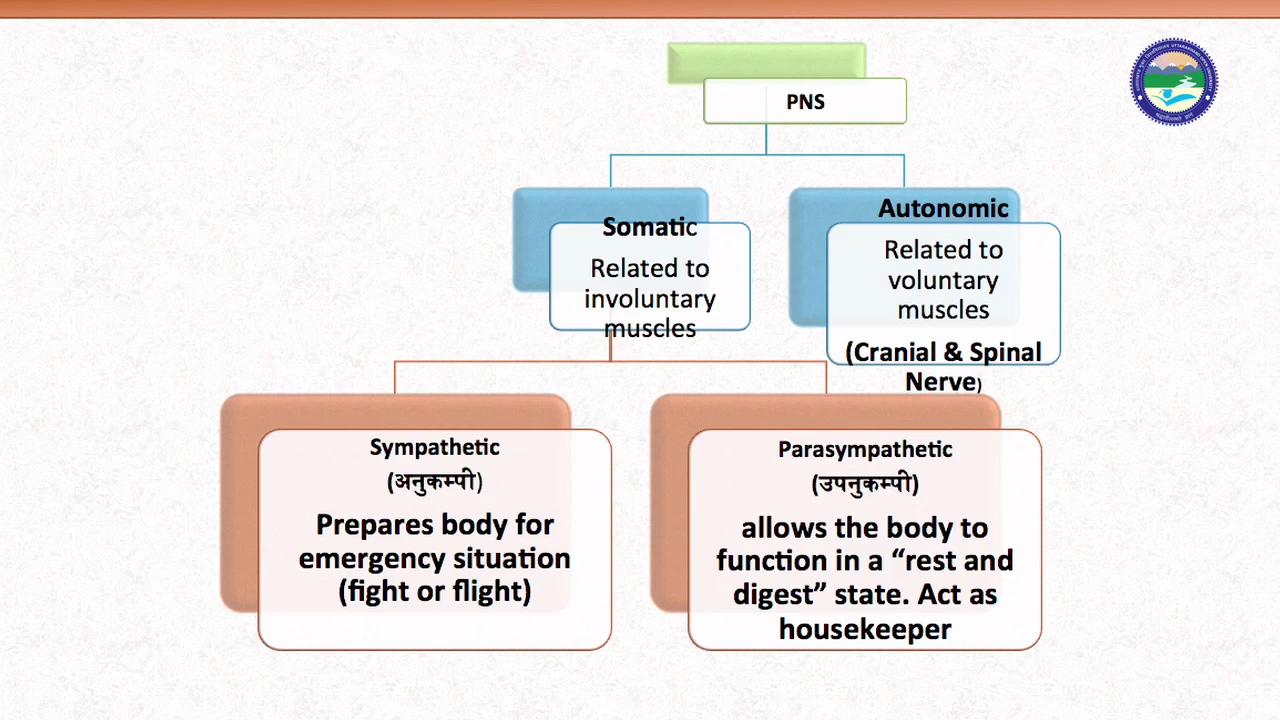 PNS
Somatic
Related to
involuntary
muscles
Autonomic
Related to
voluntary
muscles
(Cranial & Spinal
Nerve)
Sympathetic
(अनुकम्पी)
Prepares body for
emergency situation
(fight or flight)
Parasympathetic
(उपनुकम्पी)
allows the body to
function in a “rest and
digest” state. Act as
housekeeper